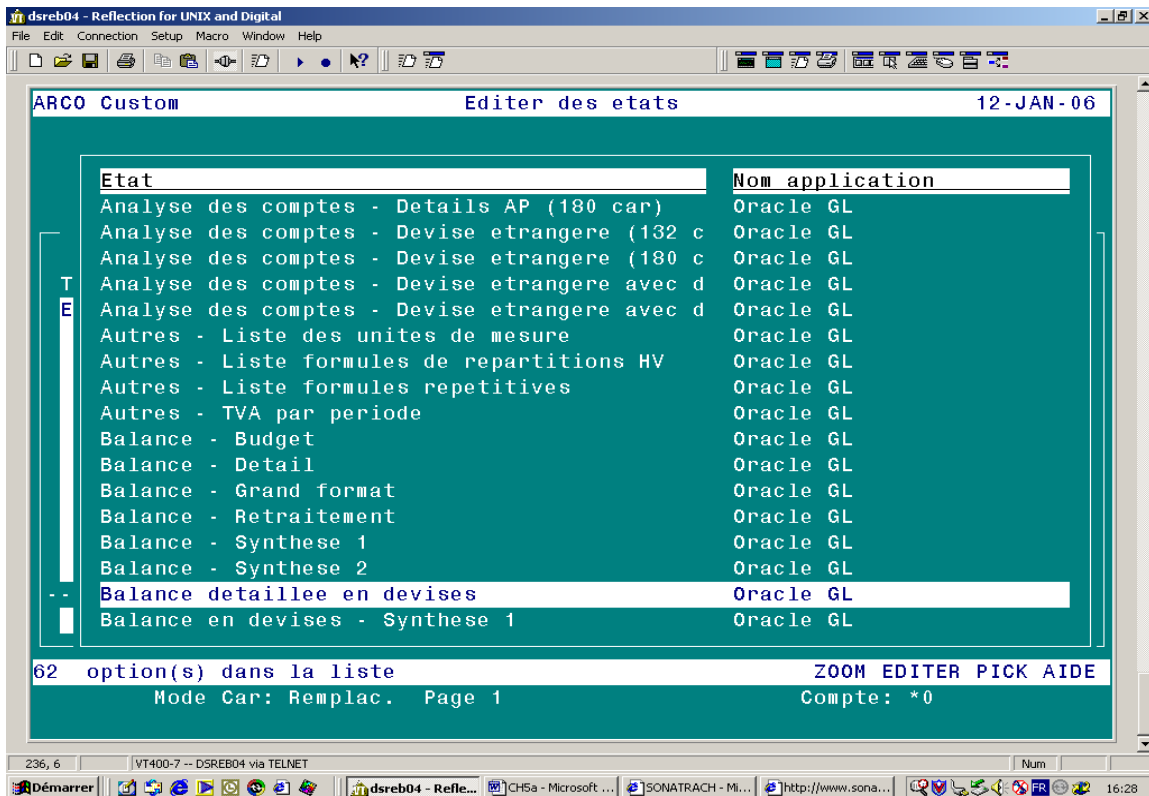 dsreb04 - Reflection for UNIX and Digital
File Edit Connection Setup Macro Window Help
ARCO Custom Editer des etats 12-JAN-06
Etat Nom application
Analyse des comptes - Details AP (180 car) Oracle GL
Analyse des comptes - Devise etrangere (132 c Oracle GL
Analyse des comptes - Devise etrangere (180 c Oracle GL
T Analyse des comptes - Devise etrangere avec d Oracle GL
E Analyse des comptes - Devise etrangere avec d Oracle GL
Autres - Liste des unites de mesure Oracle GL
Autres - Liste formules de repartitions HV Oracle GL
Autres - Liste formules repetitives Oracle GL
Autres - TVA par periode Oracle GL
Balance - Budget Oracle GL
Balance - Detail Oracle GL
Balance - Grand format Oracle GL
Balance - Retraitement Oracle GL
Balance - Synthese 1 Oracle GL
Balance - Synthese 2 Oracle GL
-- Balance detaillee en devises Oracle GL
Balance en devises - Synthese 1 Oracle GL
62 option(s) dans la liste ZOOM EDITER PICK AIDE
Mode Car: Remplac. Page 1 Compte: *0
236, 6 VT400-7 -- DSREB04 via TELNET Num
Démarrer dsreb04 - Refle... CH5a - Microsoft ... SONATRACH - Mi... http://www.sona... FR 16:28